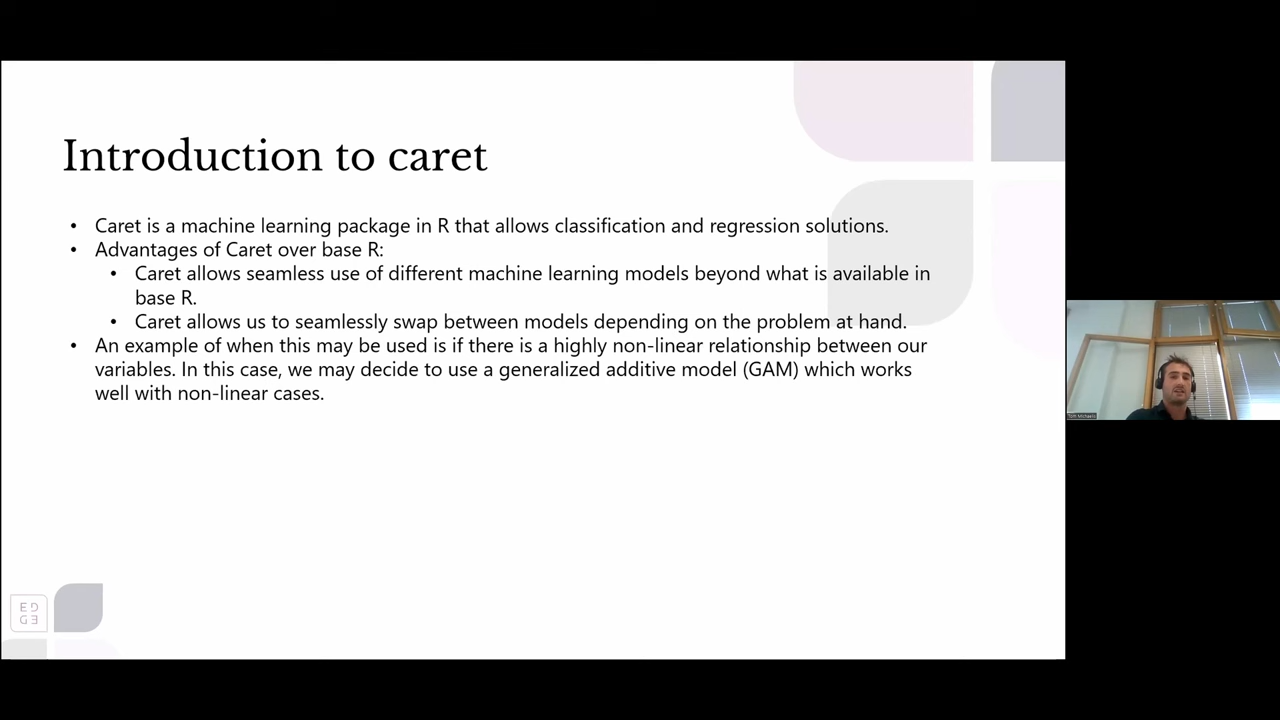 Introduction to caret
• Caret is a machine learning package in R that allows classification and regression solutions.
• Advantages of Caret over base R:
• Caret allows seamless use of different machine learning models beyond what is available in
base R.
• Caret allows us to seamlessly swap between models depending on the problem at hand.
• An example of when this may be used is if there is a highly non-linear relationship between our
variables. In this case, we may decide to use a generalized additive model (GAM) which works
well with non-linear cases.
Tom Michaels
ED
GE